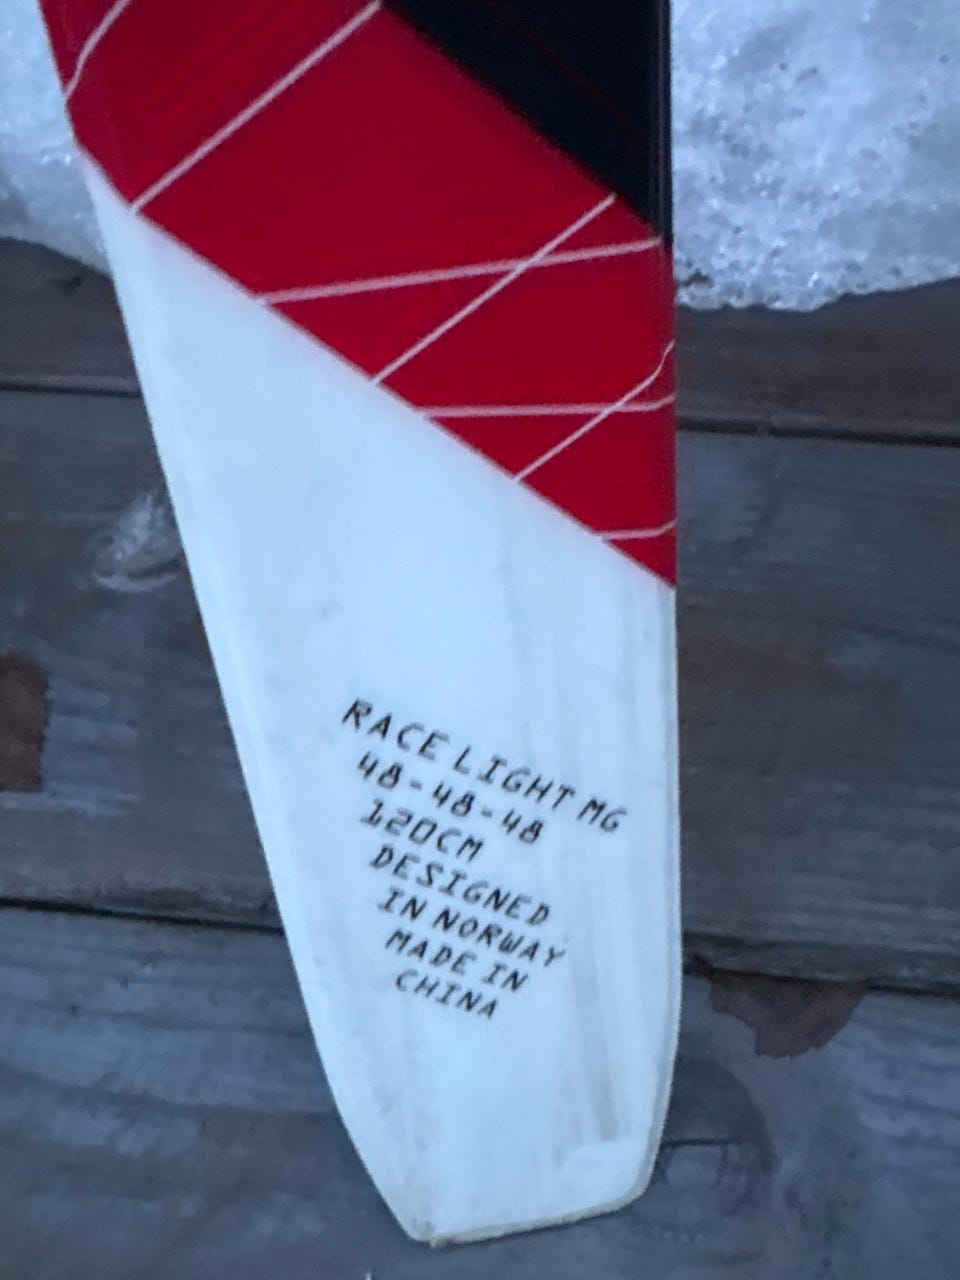 RACE LIGHT MG
48-48-48
120CM
DESIGNED
IN NORWAY
MADE IN
CHINA